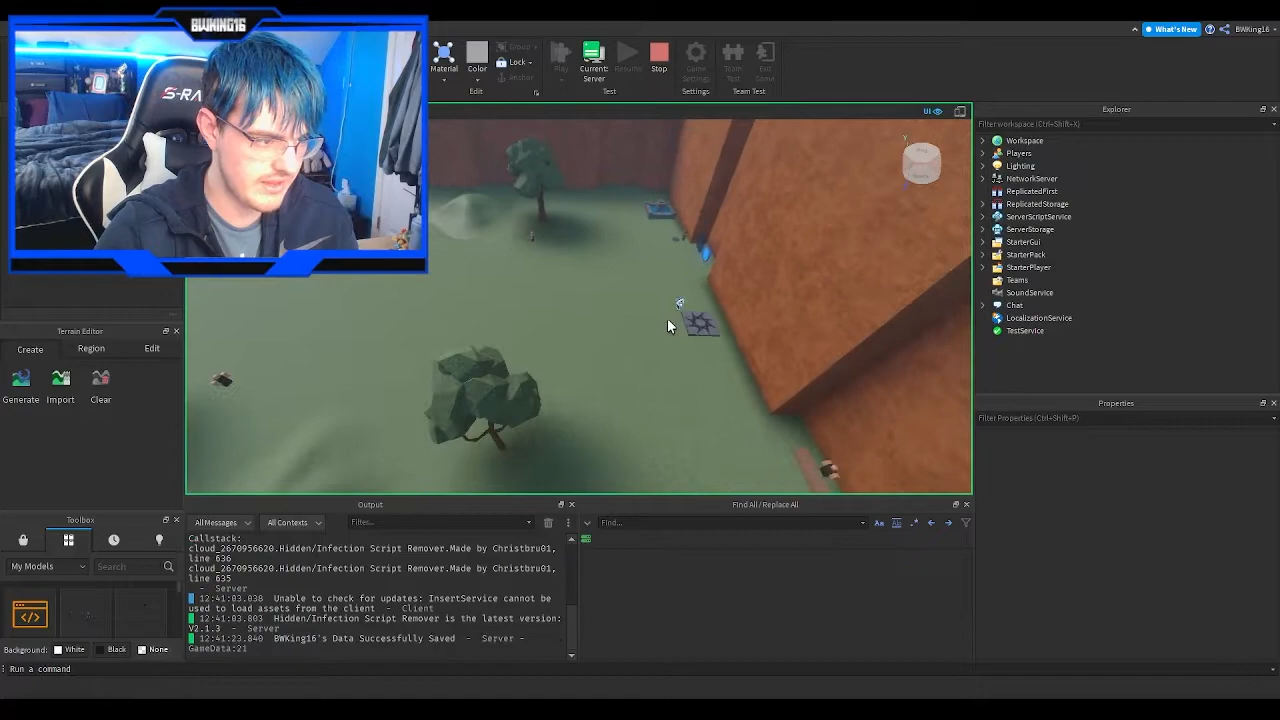 BWKING16
S-RA
What's New
BWKing16
Material
Color
Group
Lock
Anchor
Edit
Play
Current:
Server
Resume
Stop
Test
Game
Settings
Settings
Team
Test
Exit
Game
Team Test
UI
Explorer
Filter workspace (Ctrl+Shift+X)
Workspace
Players
Lighting
NetworkServer
ReplicatedFirst
ReplicatedStorage
ServerScriptService
ServerStorage
StarterGui
StarterPack
StarterPlayer
Teams
SoundService
Chat
LocalizationService
TestService
Properties
Filter Properties (Ctrl+Shift+P)
Terrain Editor
Create
Region
Edit
Generate
Import
Clear
Toolbox
My Models
Search
Background:
White
Black
None
Run a command
Output
All Messages
All Contexts
Filter...
Callstack:
cloud_2670956620.Hidden/Infection Script Remover.Made by Christbru01,
line 636
cloud_2670956620.Hidden/Infection Script Remover.Made by Christbru01,
line 635
- Server
12:41:03.038 Unable to check for updates: InsertService cannot be
used to load assets from the client - Client
12:41:03.803 Hidden/Infection Script Remover is the latest version:
V2.1.3 - Server
12:41:23.840 BWKing16's Data Successfully Saved - Server -
GameData:21
Find All / Replace All
Find...
Aa
Ab